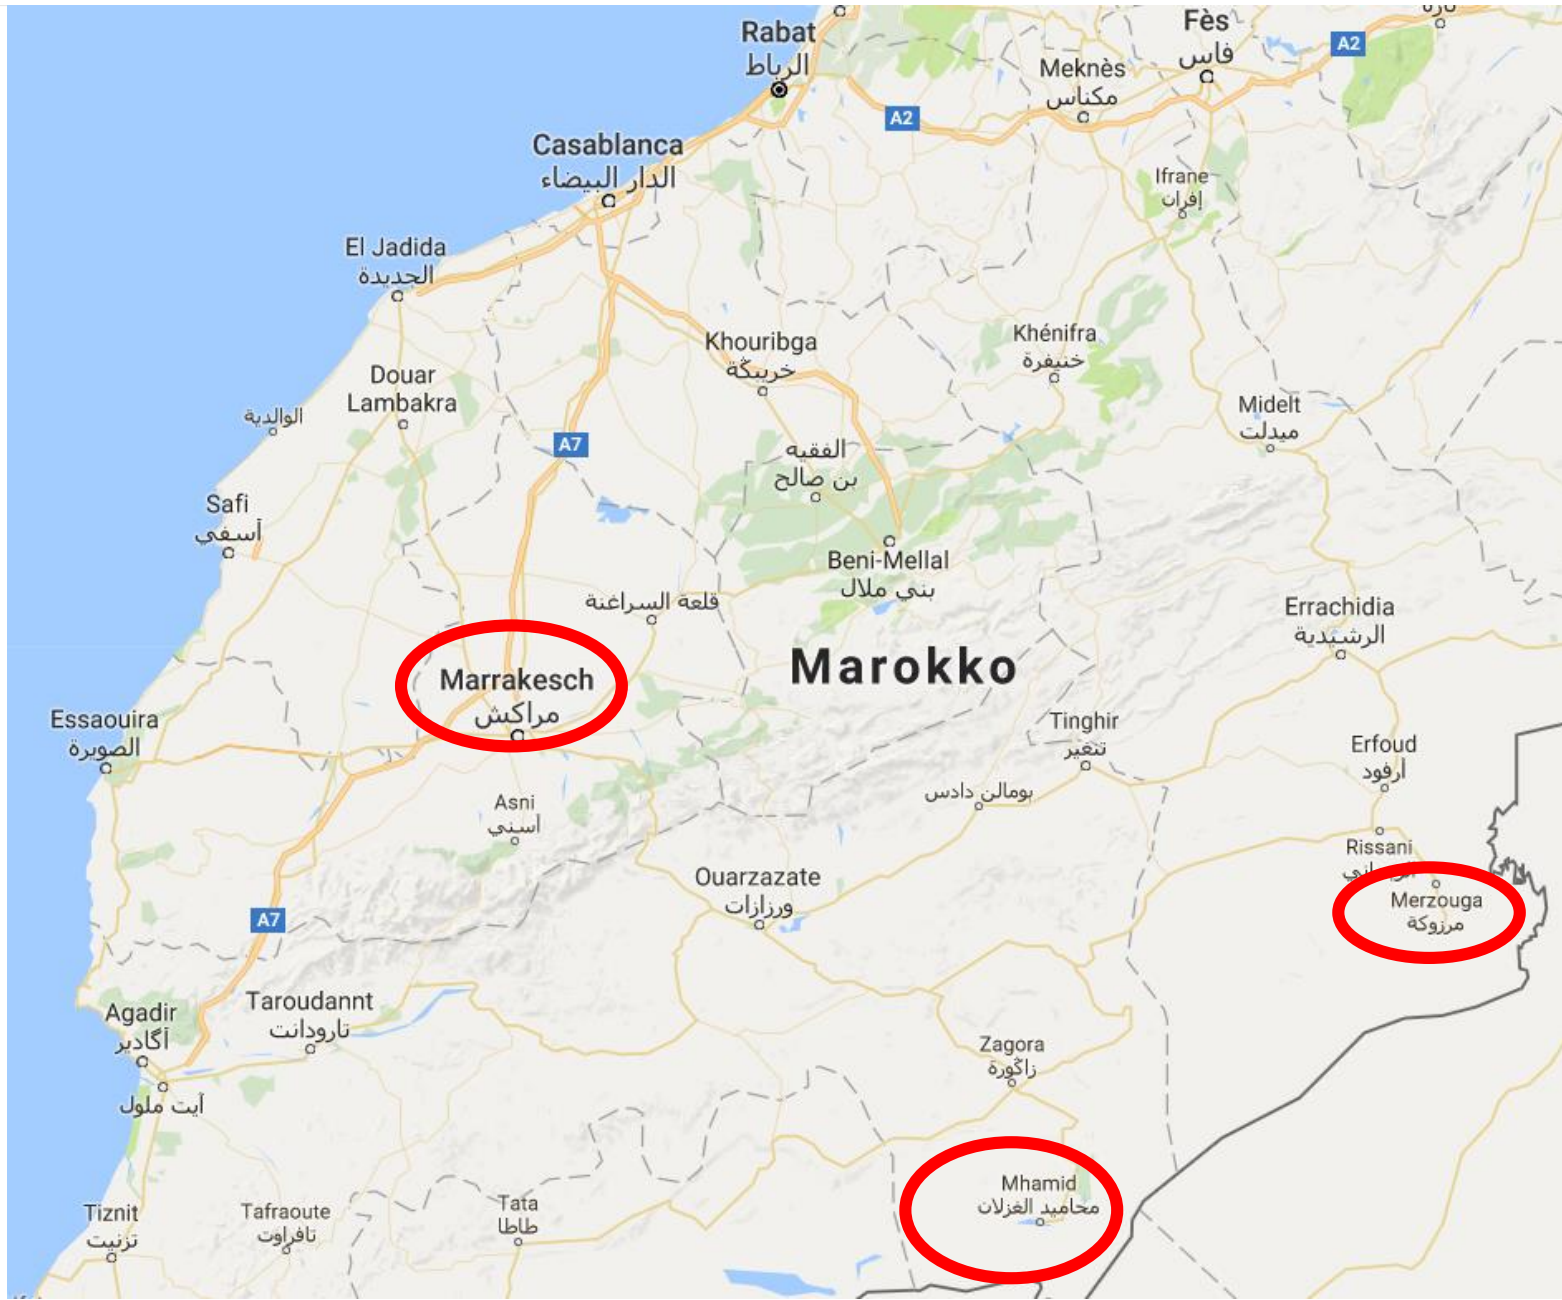 Rabat
الرباط
Fès
فاس
A2
Meknès
مكناس
A2
Casablanca
الدار البيضاء
Ifrane
إفران
El Jadida
الجديدة
Khouribga
خريبكة
Khénifra
خنيفرة
Douar
Lambakra
الوالدية
Midelt
ميدلت
A7
الفقيه
بن صالح
Safi
آسفي
Beni-Mellal
بني ملال
قلعة السراغنة
Errachidia
الرشيدية
Marokko
Marrakesch
مراكش
Essaouira
الصويرة
Tinghir
تنغير
Erfoud
أرفود
بومالن دادس
Asni
أسني
Rissani
Ouarzazate
ورزازات
Merzouga
مرزوكة
A7
Agadir
أگادير
Taroudannt
تارودانت
Zagora
زاكورة
آيت ملول
Mhamid
محاميد الغزلان
Tiznit
تزنيت
Tafraoute
تافراوت
Tata
طاطا